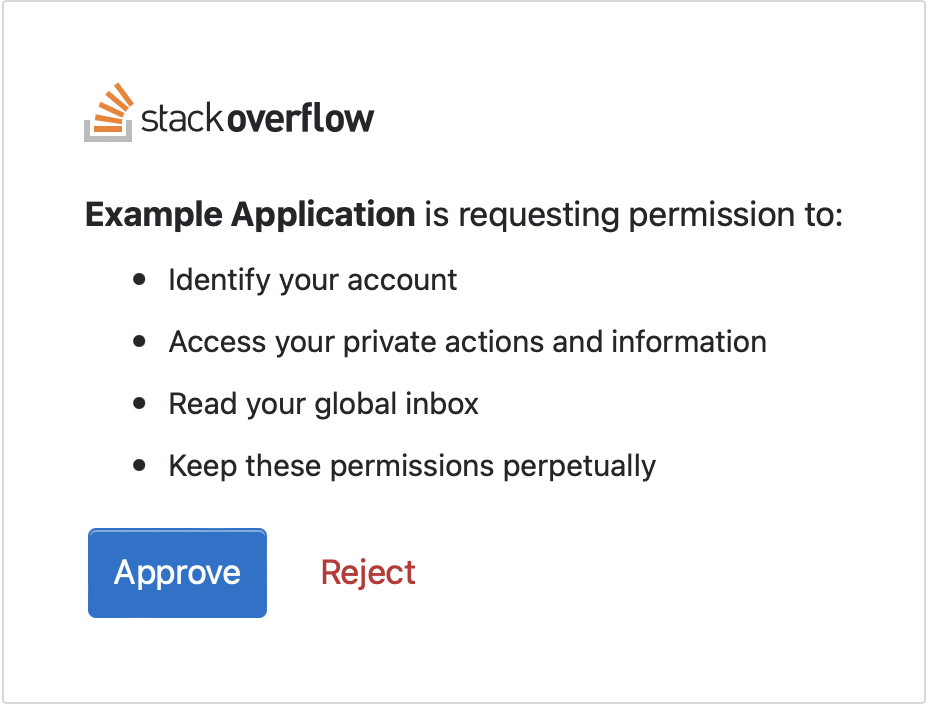 stackoverflow
Example Application is requesting permission to:
• Identify your account
• Access your private actions and information
• Read your global inbox
• Keep these permissions perpetually
Approve Reject